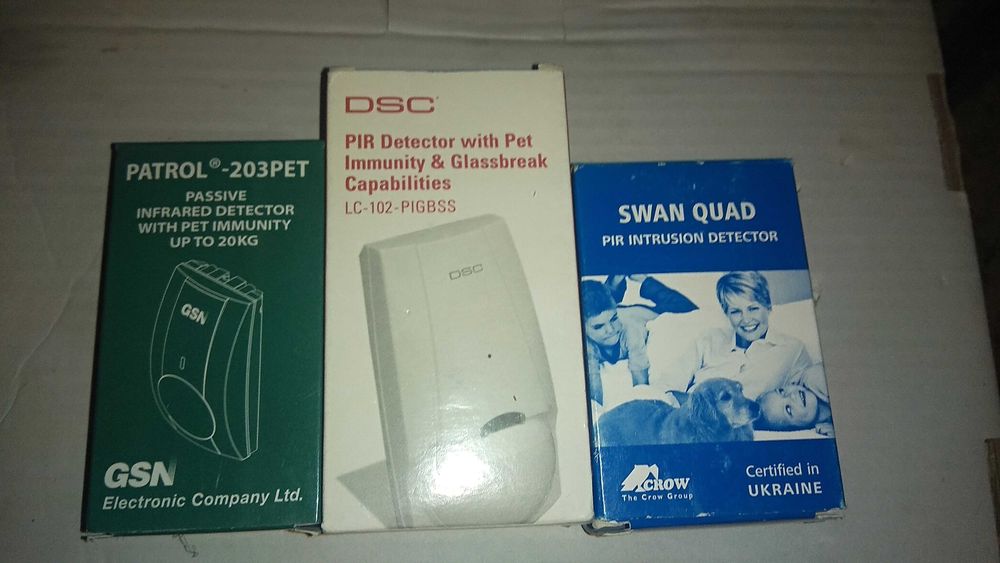 PATROL®-203PET
PASSIVE
INFRARED DETECTOR
WITH PET IMMUNITY
UP TO 20KG
GSN
GSN
Electronic Company Ltd.
DSC
PIR Detector with Pet
Immunity & Glassbreak
Capabilities
LC-102-PIGBSS
DSC
SWAN QUAD
PIR INTRUSION DETECTOR
CROW
The Crow Group
Certified in
UKRAINE